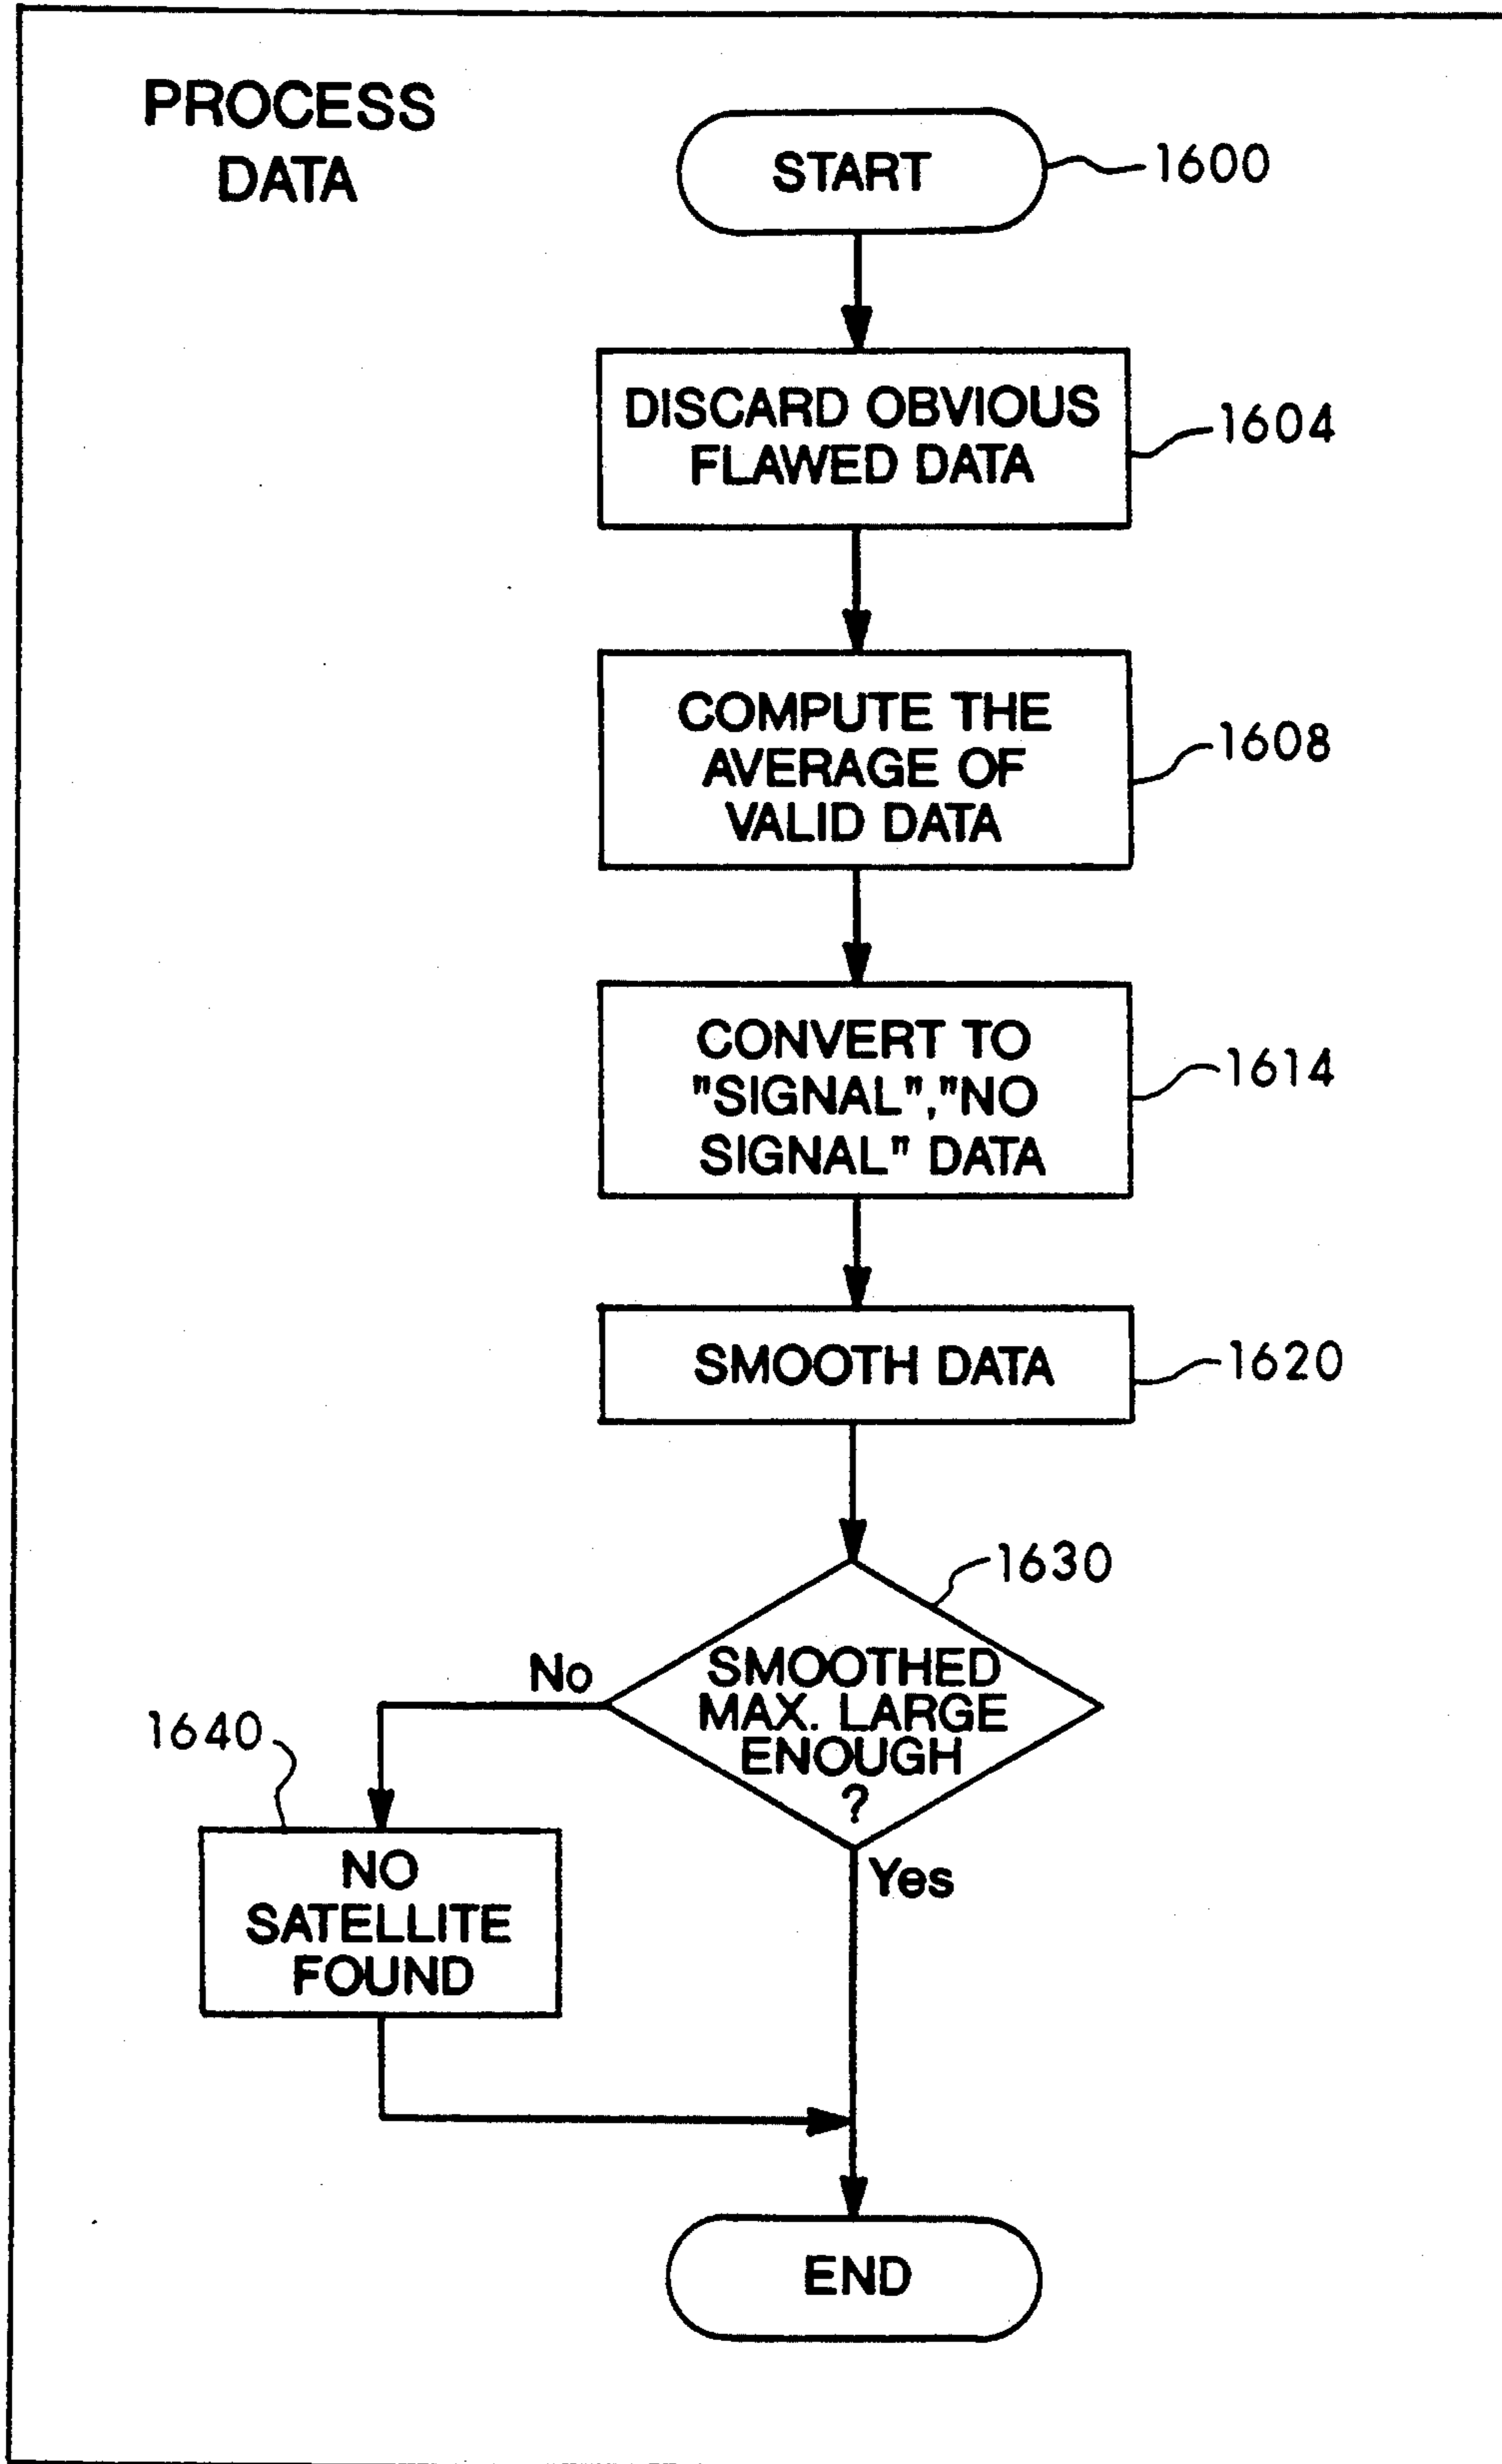 PROCESS
DATA
START
1600
DISCARD OBVIOUS
FLAWED DATA
1604
COMPUTE THE
AVERAGE OF
VALID DATA
1608
CONVERT TO
"SIGNAL","NO
SIGNAL" DATA
1614
SMOOTH DATA
1620
1630
SMOOTHED
MAX. LARGE
ENOUGH
?
No
Yes
1640
NO
SATELLITE
FOUND
END